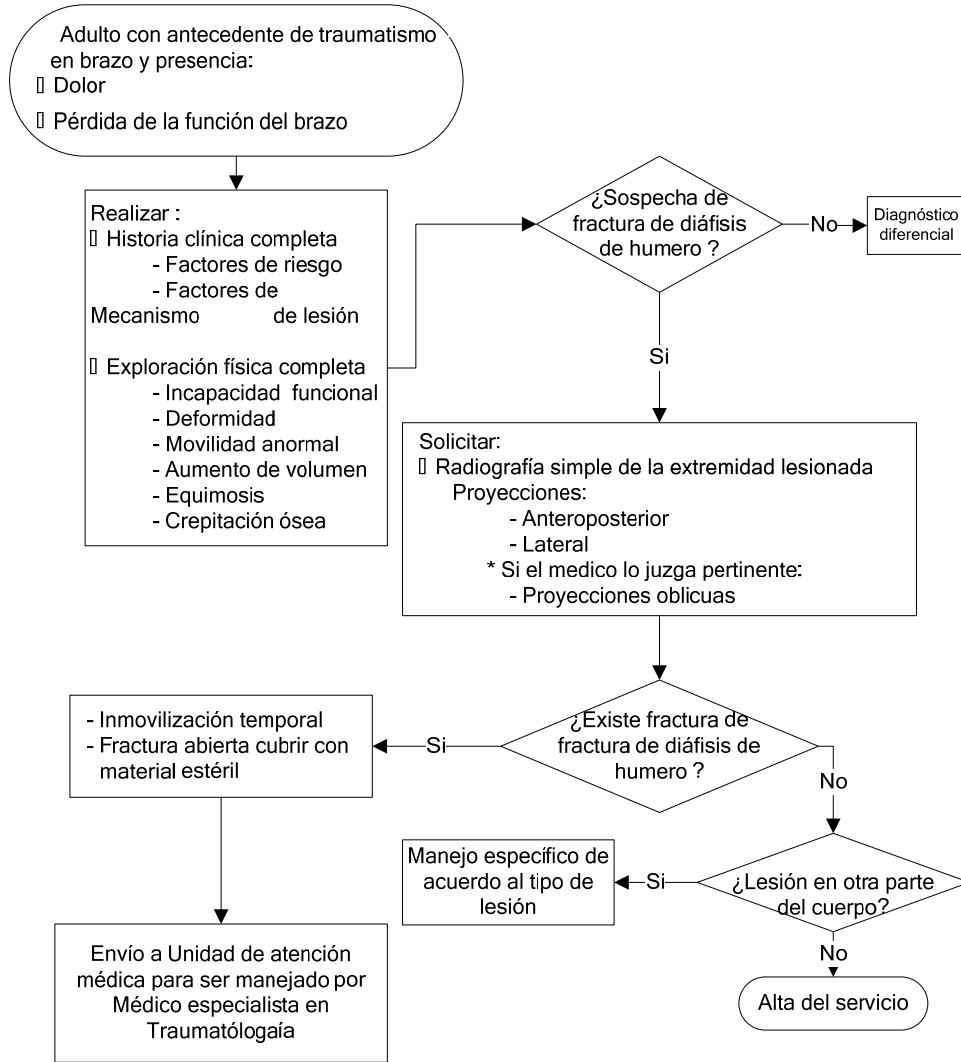 Adulto con antecedente de traumatismo
en brazo y presencia:
▯ Dolor
▯ Pérdida de la función del brazo
Realizar :
▯ Historia clínica completa
- Factores de riesgo
- Factores de
Mecanismo de lesión
▯ Exploración física completa
- Incapacidad funcional
- Deformidad
- Movilidad anormal
- Aumento de volumen
- Equimosis
- Crepitación ósea
¿Sospecha de
fractura de diáfisis
de humero ?
No
Diagnóstico
diferencial
Si
Solicitar:
▯ Radiografía simple de la extremidad lesionada
Proyecciones:
- Anteroposterior
- Lateral
* Si el medico lo juzga pertinente:
- Proyecciones oblicuas
¿Existe fractura de
fractura de diáfisis de
humero ?
Si
- Inmovilización temporal
- Fractura abierta cubrir con
material estéril
Envío a Unidad de atención
médica para ser manejado por
Médico especialista en
Traumatólogaía
No
¿Lesión en otra parte
del cuerpo?
Si
Manejo específico de
acuerdo al tipo de
lesión
No
Alta del servicio